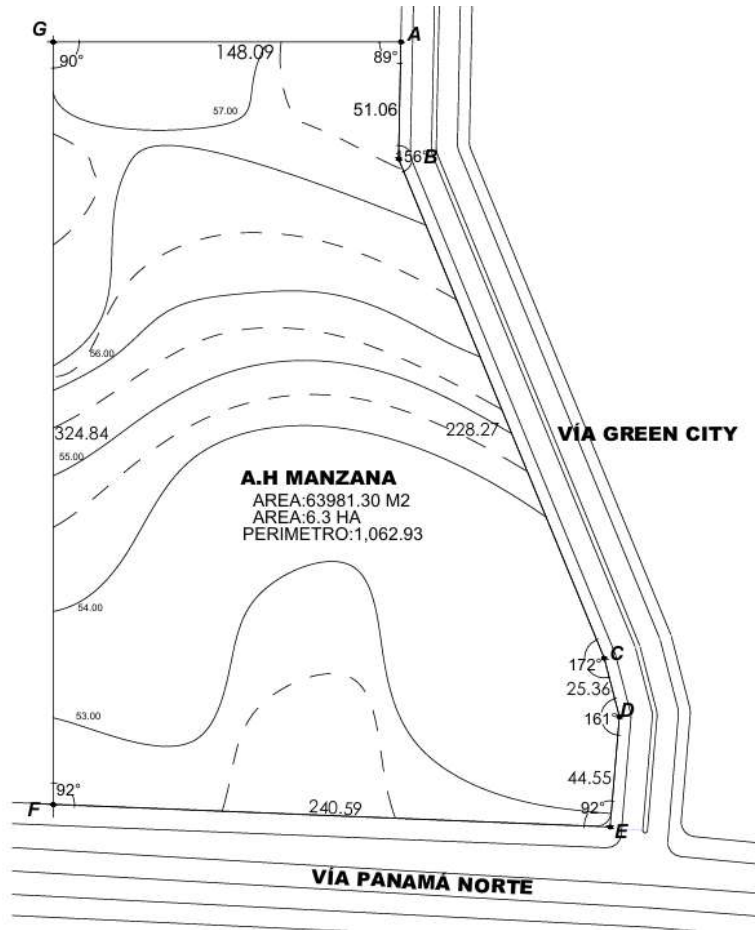 G
A
148.09
90°
89°
57.00
51.06
156°
B
56.00
324.84
228.27
VÍA GREEN CITY
55.00
A.H MANZANA
AREA:63981.30 M2
AREA:6.3 HA
PERIMETRO:1,062.93
54.00
C
172°
25.36
D
53.00
161°
44.55
92°
92°
F
240.59
E
VÍA PANAMÁ NORTE